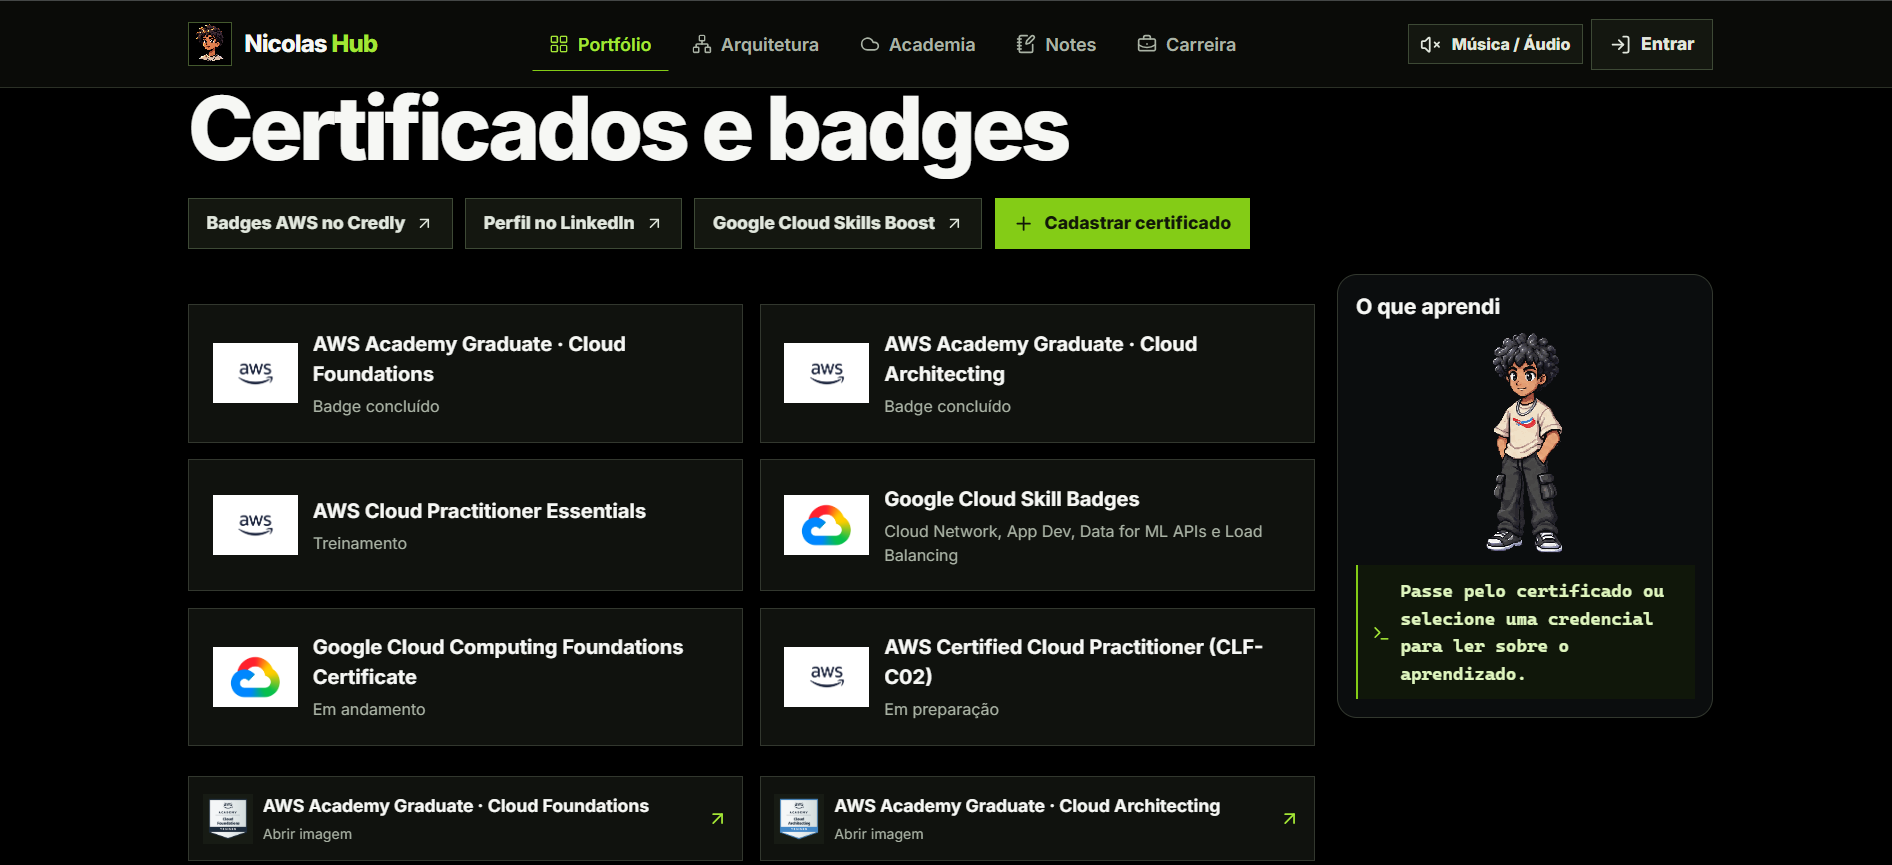 Nicolas Hub
Portfólio
Arquitetura
Academia
Notes
Carreira
Música / Áudio
Entrar
Certificados e badges
Badges AWS no Credly
Perfil no LinkedIn
Google Cloud Skills Boost
Cadastrar certificado
aws
AWS Academy Graduate · Cloud
Foundations
Badge concluído
aws
AWS Academy Graduate · Cloud
Architecting
Badge concluído
aws
AWS Cloud Practitioner Essentials
Treinamento
Google Cloud Skill Badges
Cloud Network, App Dev, Data for ML APIs e Load
Balancing
Google Cloud Computing Foundations
Certificate
Em andamento
aws
AWS Certified Cloud Practitioner (CLF-
C02)
Em preparação
AWS Academy Graduate · Cloud Foundations
Abrir imagem
AWS Academy Graduate · Cloud Architecting
Abrir imagem
O que aprendi
Passe pelo certificado ou
selecione uma credencial
para ler sobre o
aprendizado.